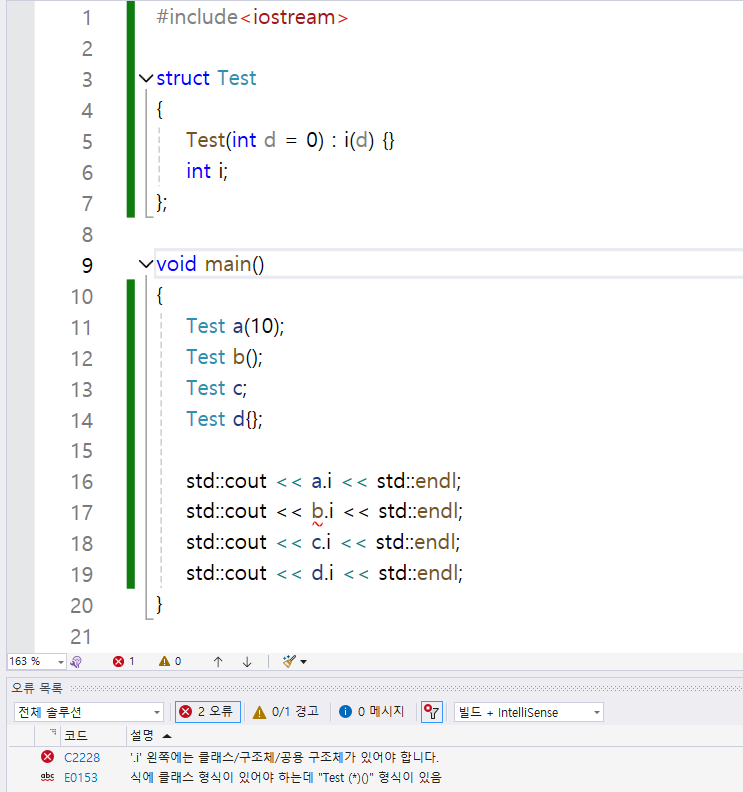 1 #include<iostream>
2
3 struct Test
4 {
5 Test(int d = 0) : i(d) {}
6 int i;
7 };
8
9 void main()
10 {
11 Test a(10);
12 Test b();
13 Test c;
14 Test d{};
15
16 std::cout << a.i << std::endl;
17 std::cout << b.i << std::endl;
18 std::cout << c.i << std::endl;
19 std::cout << d.i << std::endl;
20 }
21
163 % 1 0
오류 목록
전체 솔루션 2 오류 0/1 경고 0 메시지 빌드 + IntelliSense
코드 설명
C2228 '.i' 왼쪽에는 클래스/구조체/공용 구조체가 있어야 합니다.
abc E0153 식에 클래스 형식이 있어야 하는데 "Test (*)()" 형식이 있음